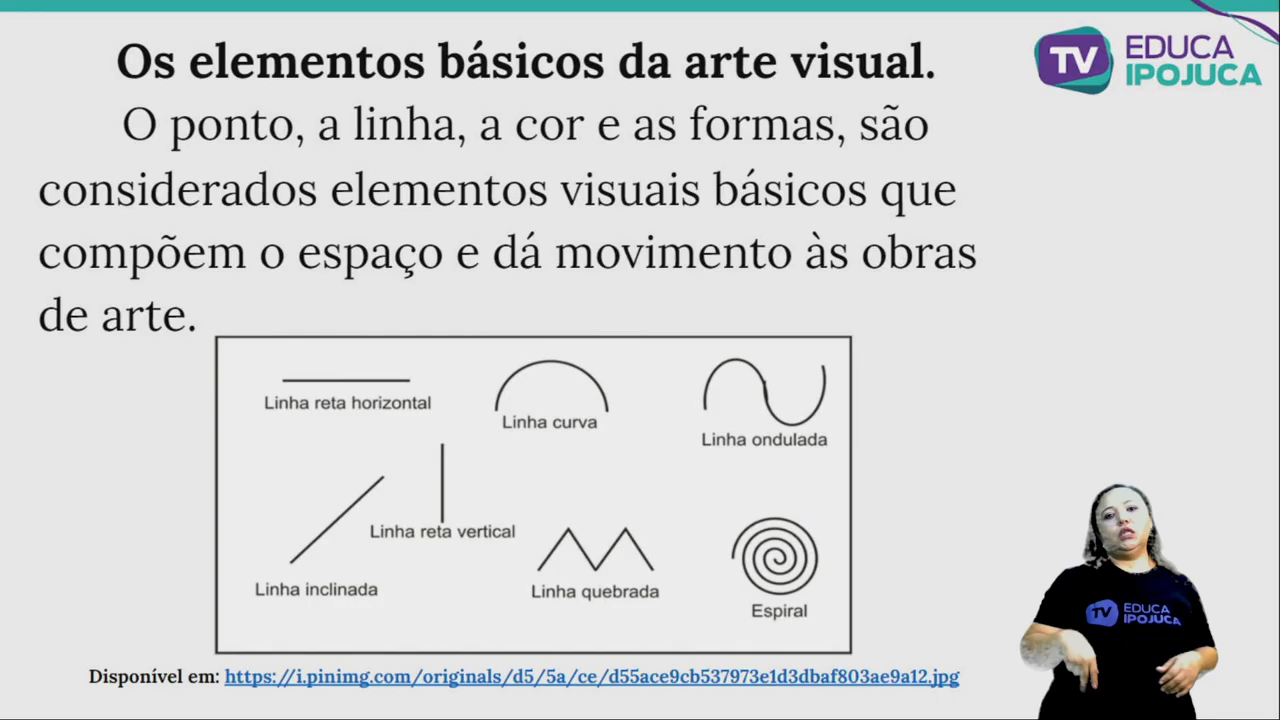 Os elementos básicos da arte visual.
TV EDUCA
IPOJUCA
O ponto, a linha, a cor e as formas, são
considerados elementos visuais básicos que
compõem o espaço e dá movimento às obras
de arte.
Linha reta horizontal
Linha curva
Linha ondulada
Linha reta vertical
Linha inclinada
Linha quebrada
Espiral
TV EDUCA
IPOJUCA
Disponível em: https://i.pinimg.com/originals/d5/5a/ce/d55ace9cb537973e1d3dbaf803ae9a12.jpg